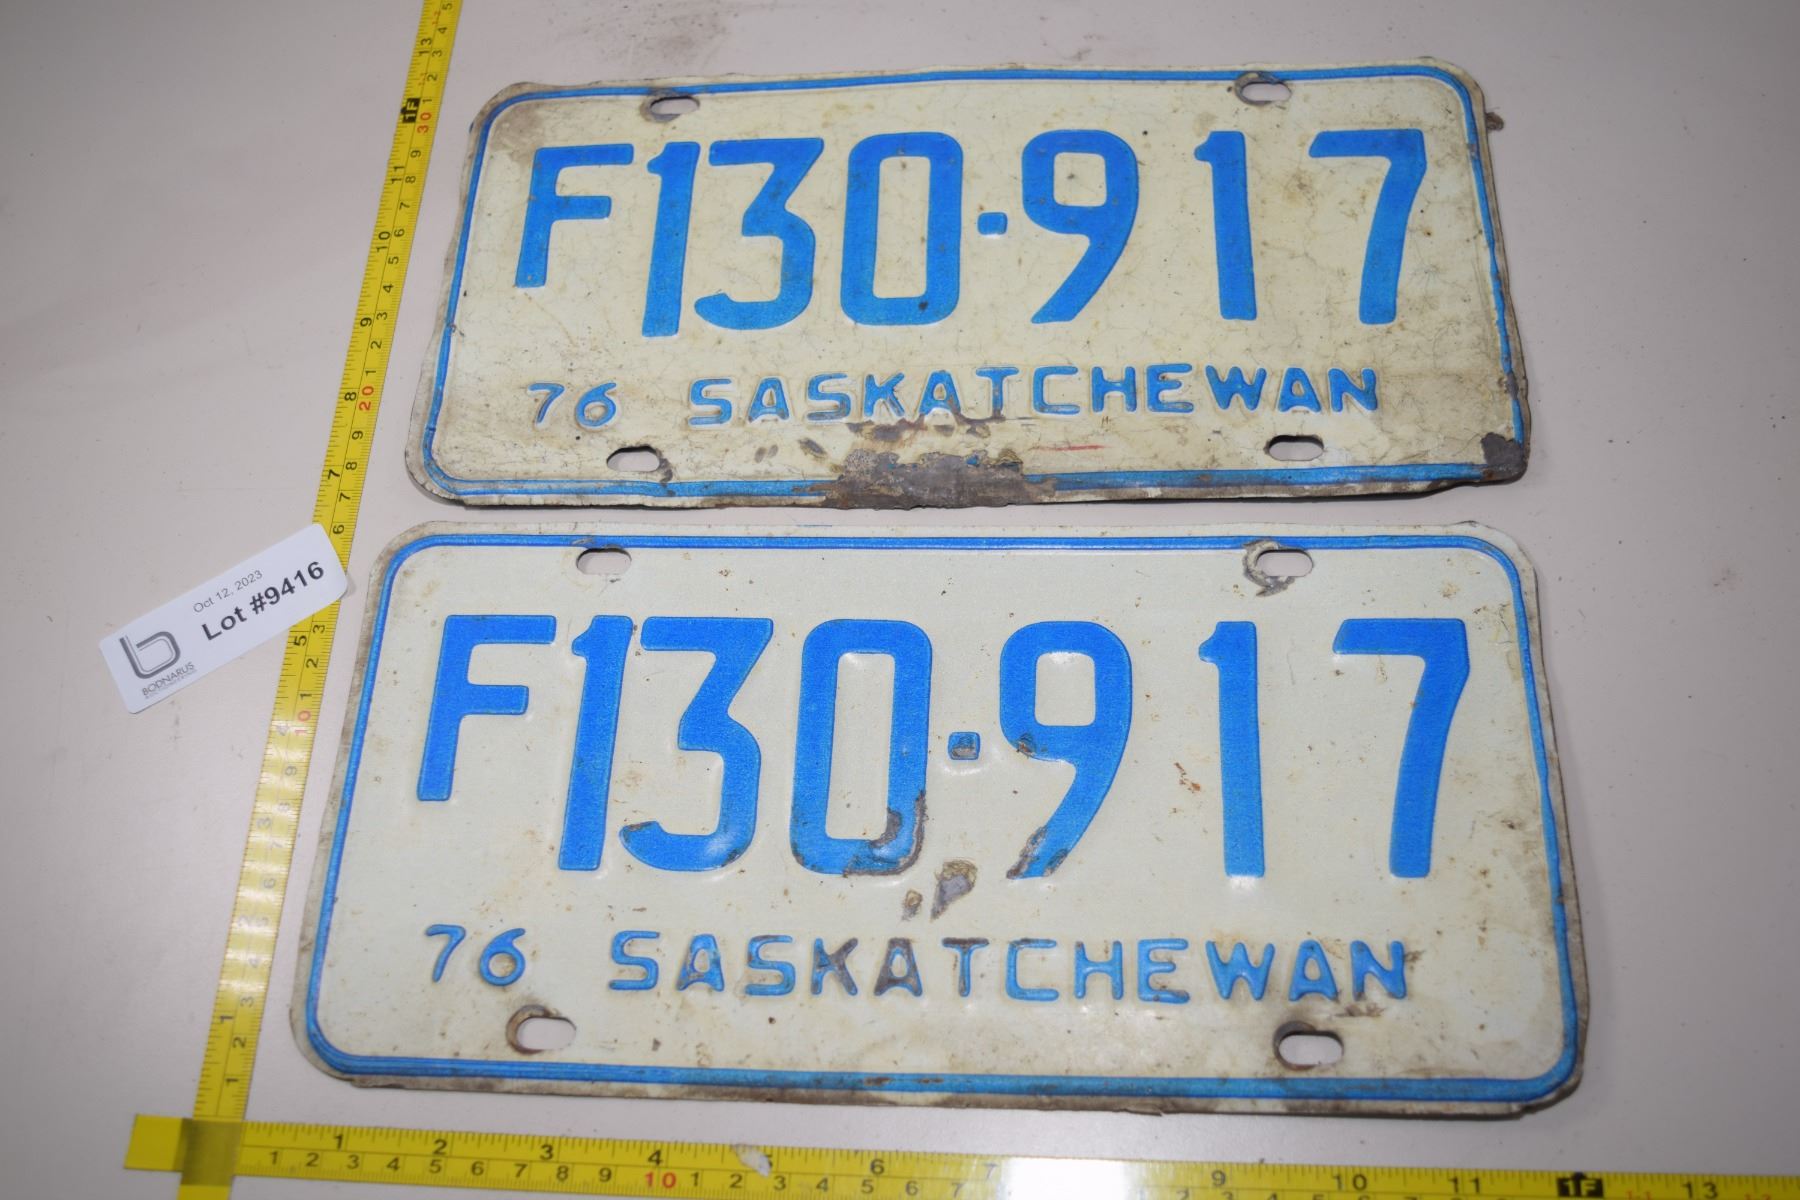 F130-917
76 SASKATCHEWAN
Oct 12, 2023
Lot #9416
BODNARUS
F130-917
76 SASKATCHEWAN